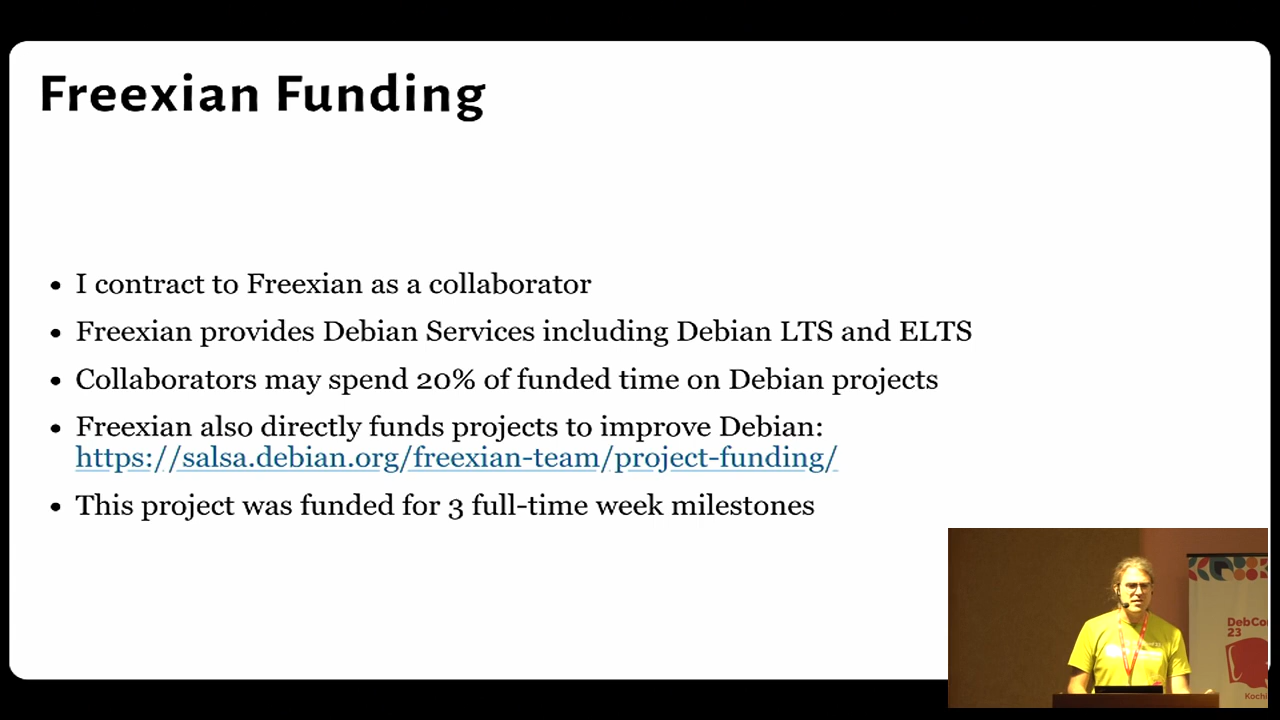 Freexian Funding
• I contract to Freexian as a collaborator
• Freexian provides Debian Services including Debian LTS and ELTS
• Collaborators may spend 20% of funded time on Debian projects
• Freexian also directly funds projects to improve Debian:
https://salsa.debian.org/freexian-team/project-funding/
• This project was funded for 3 full-time week milestones
23
Kochi